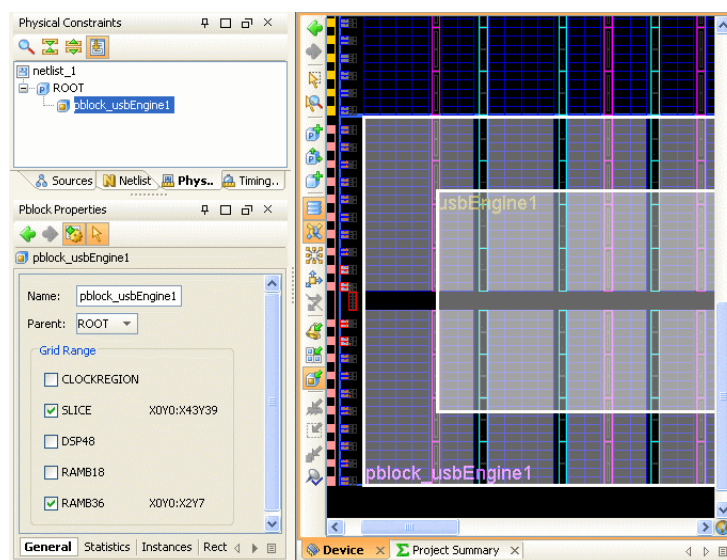 Physical Constraints
netlist_1
ROOT
pblock_usbEngine1
Sources Netlist Phys.. Timing..
Pblock Properties
pblock_usbEngine1
Name: pblock_usbEngine1
Parent: ROOT
Grid Range
CLOCKREGION
SLICE X0Y0:X43Y39
DSP48
RAMB18
RAMB36 X0Y0:X2Y7
General Statistics Instances Rect
usbEngine1
pblock_usbEngine1
Device Project Summary